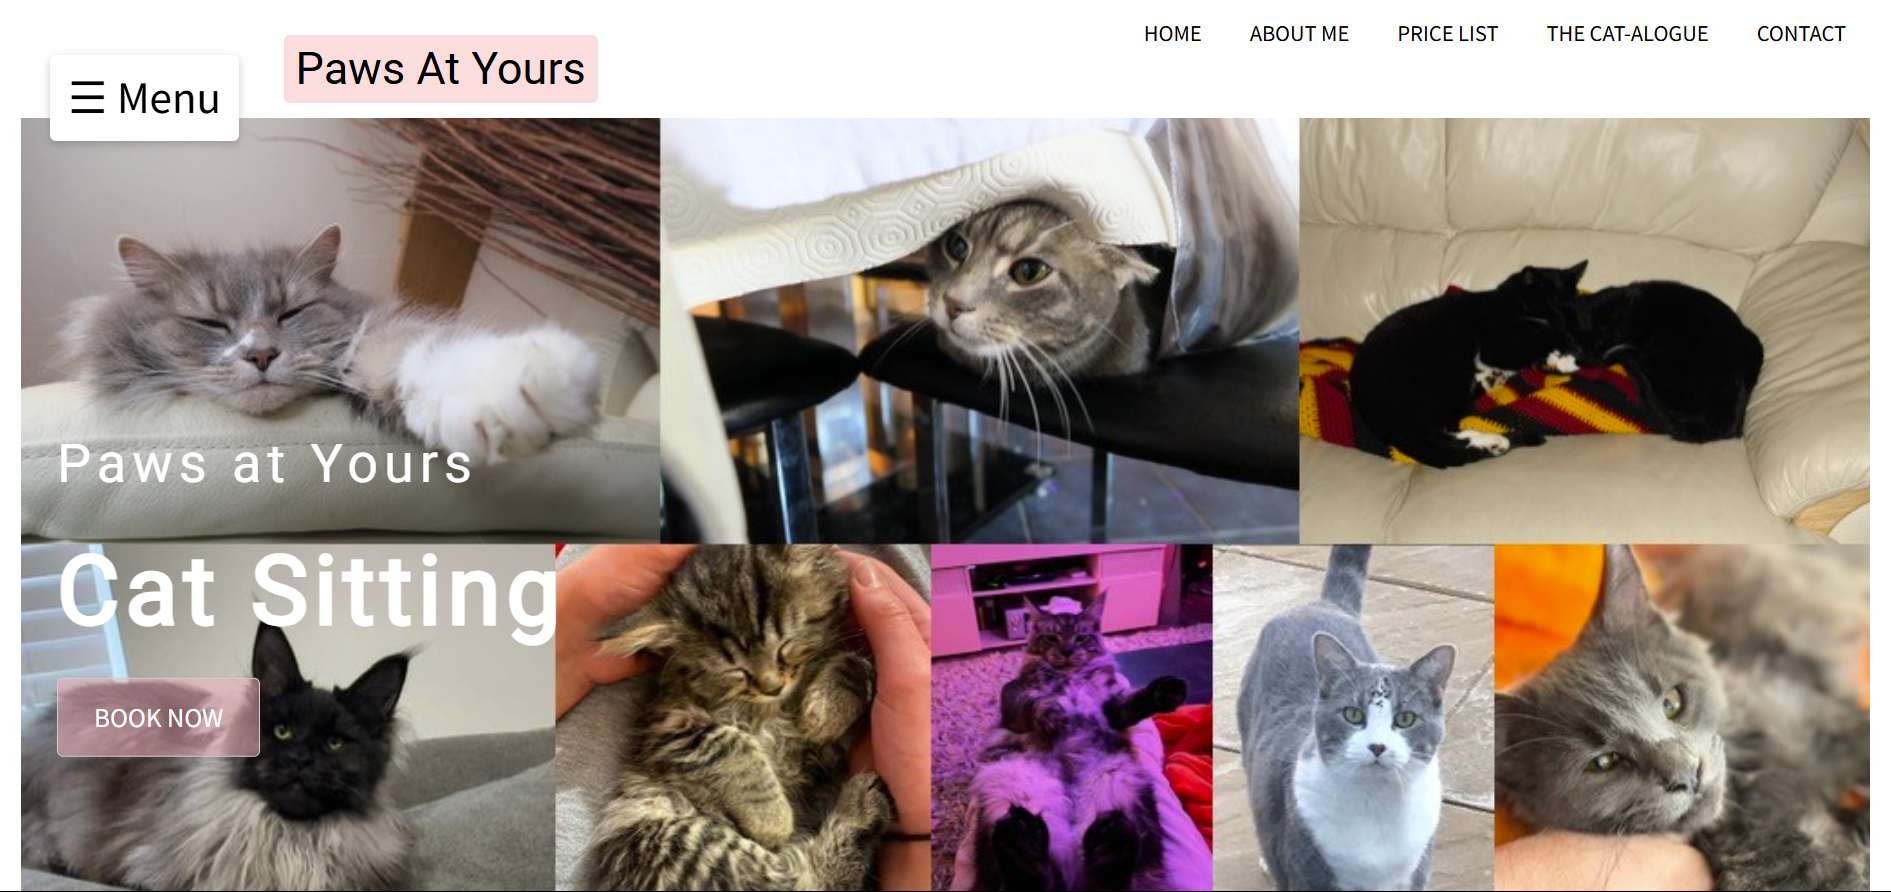 HOME ABOUT ME PRICE LIST THE CAT-ALOGUE CONTACT
Paws At Yours
☰ Menu
Paws at Yours
Cat Sitting
BOOK NOW